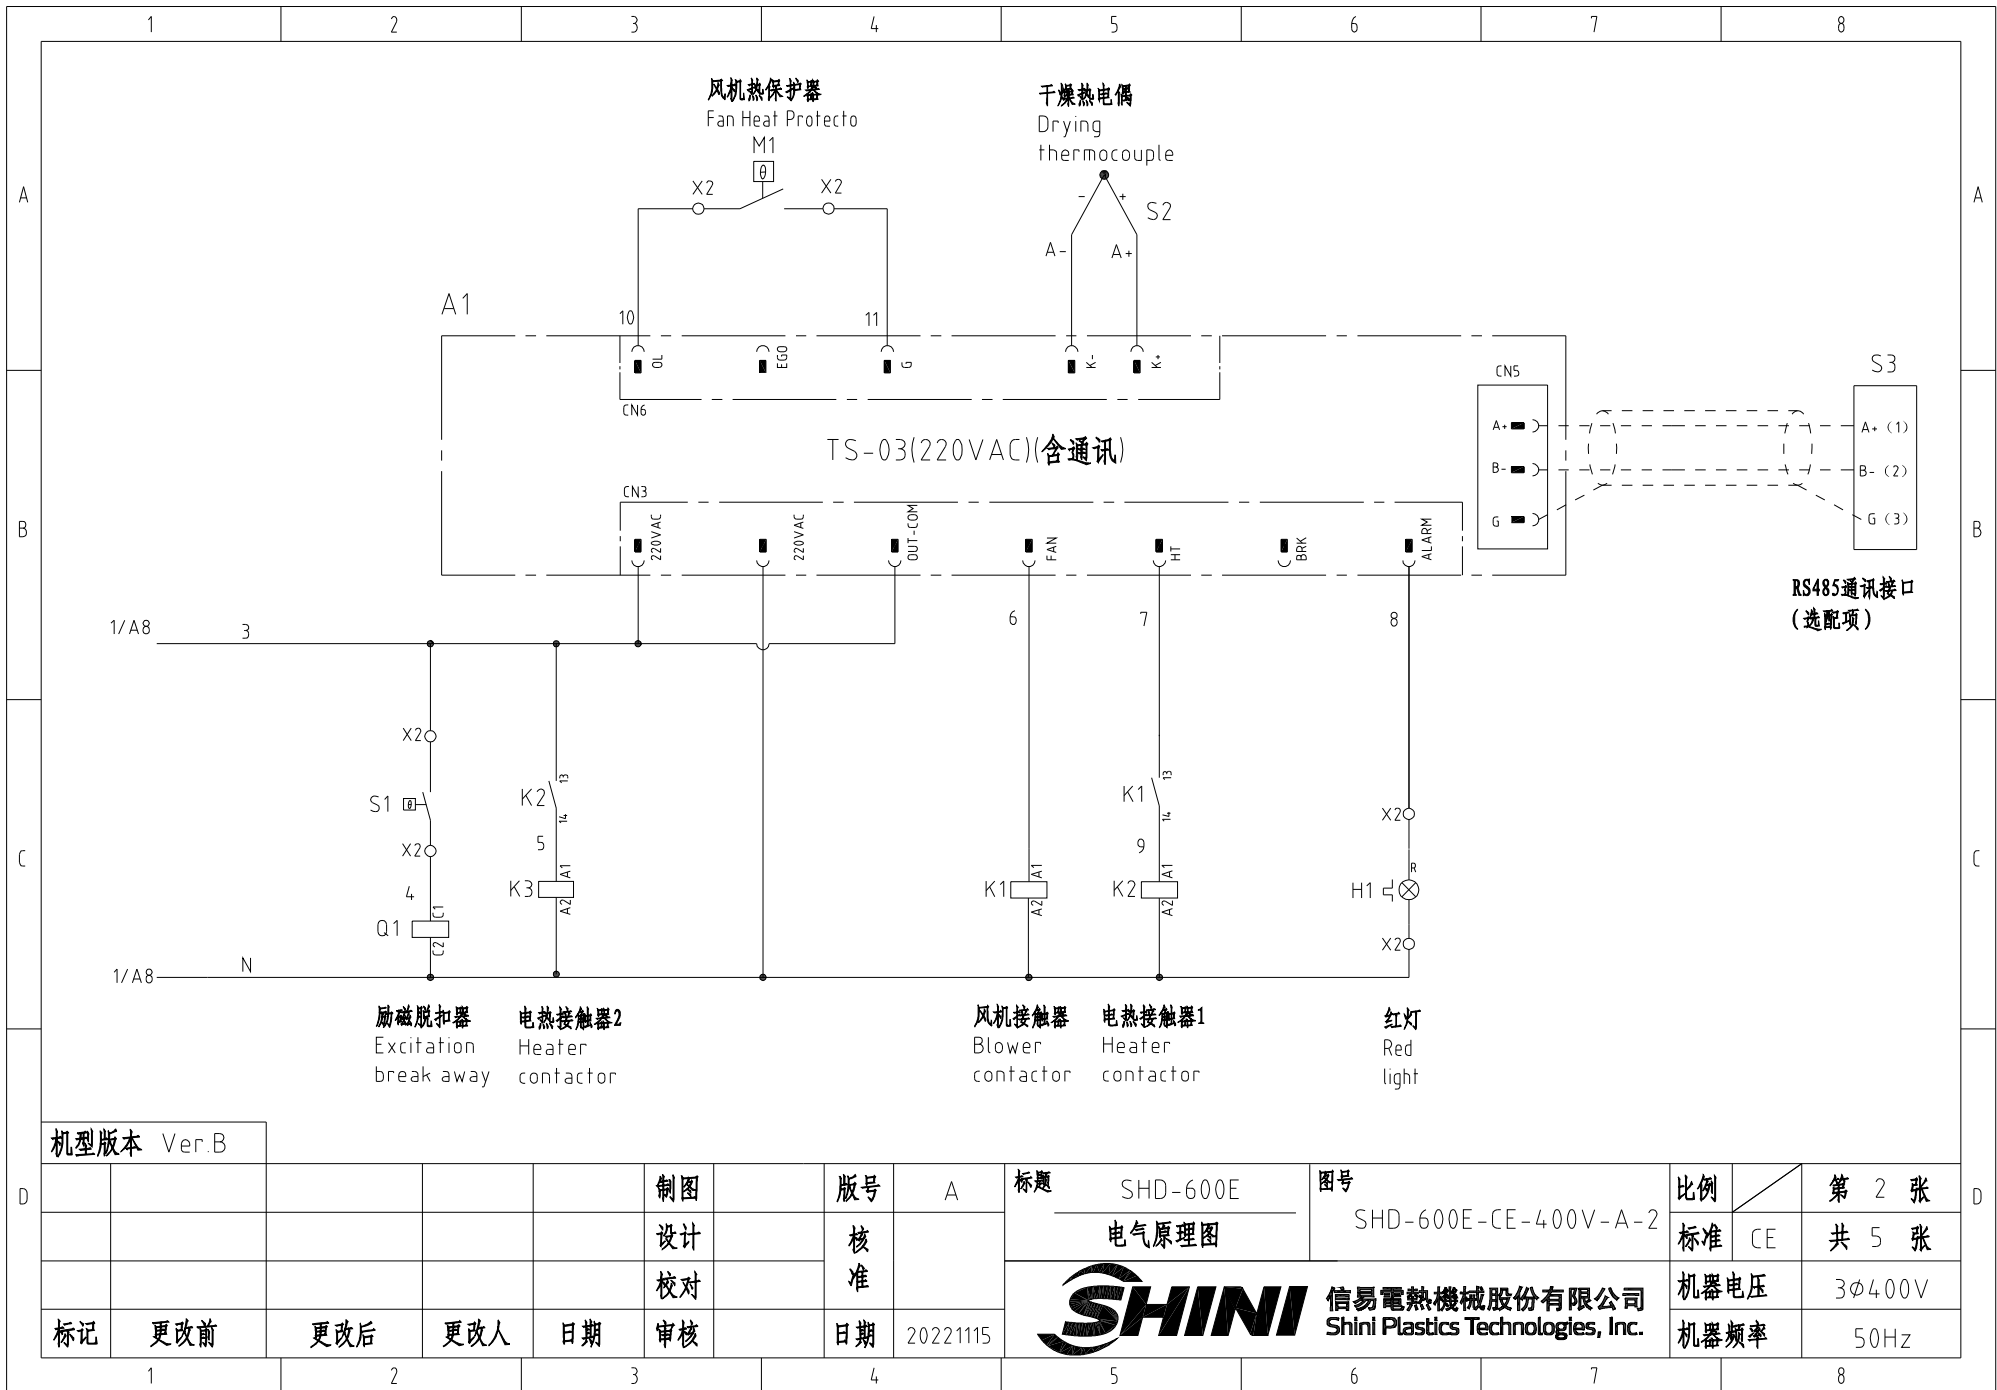 1 2 3 4 5 6 7 8
风机热保护器
Fan Heat Protecto
M1
θ
X2 X2
干燥热电偶
Drying
thermocouple
- +
S2
A- A+
A A
A1
10 11
OL EGO G K- K+
CN6
CN5
S3
A+ A+ (1)
B- B- (2)
G G (3)
TS-03(220VAC)(含通讯)
CN3
220VAC 220VAC OUT-COM FAN HT BRK ALARM
B B
RS485通讯接口
(选配项)
1/A8 3
6 7 8
X2
S1 θ
X2
4
Q1 C1 C2
K2 13 14
5
K3 A1 A2
K1 A1 A2
K1 13 14
9
K2 A1 A2
X2
R
H1
X2
C C
1/A8 N
励磁脱扣器
Excitation
break away
电热接触器2
Heater
contactor
风机接触器
Blower
contactor
电热接触器1
Heater
contactor
红灯
Red
light
机型版本 Ver.B
D D
制图 版号 A
设计 核准
校对
标记 更改前 更改后 更改人 日期 审核 日期 20221115
标题 SHD-600E
电气原理图
图号
SHD-600E-CE-400V-A-2
比例 第 2 张
标准 CE 共 5 张
机器电压 3Φ400V
机器频率 50Hz
SHINI
信易電熱機械股份有限公司
Shini Plastics Technologies, Inc.
1 2 3 4 5 6 7 8